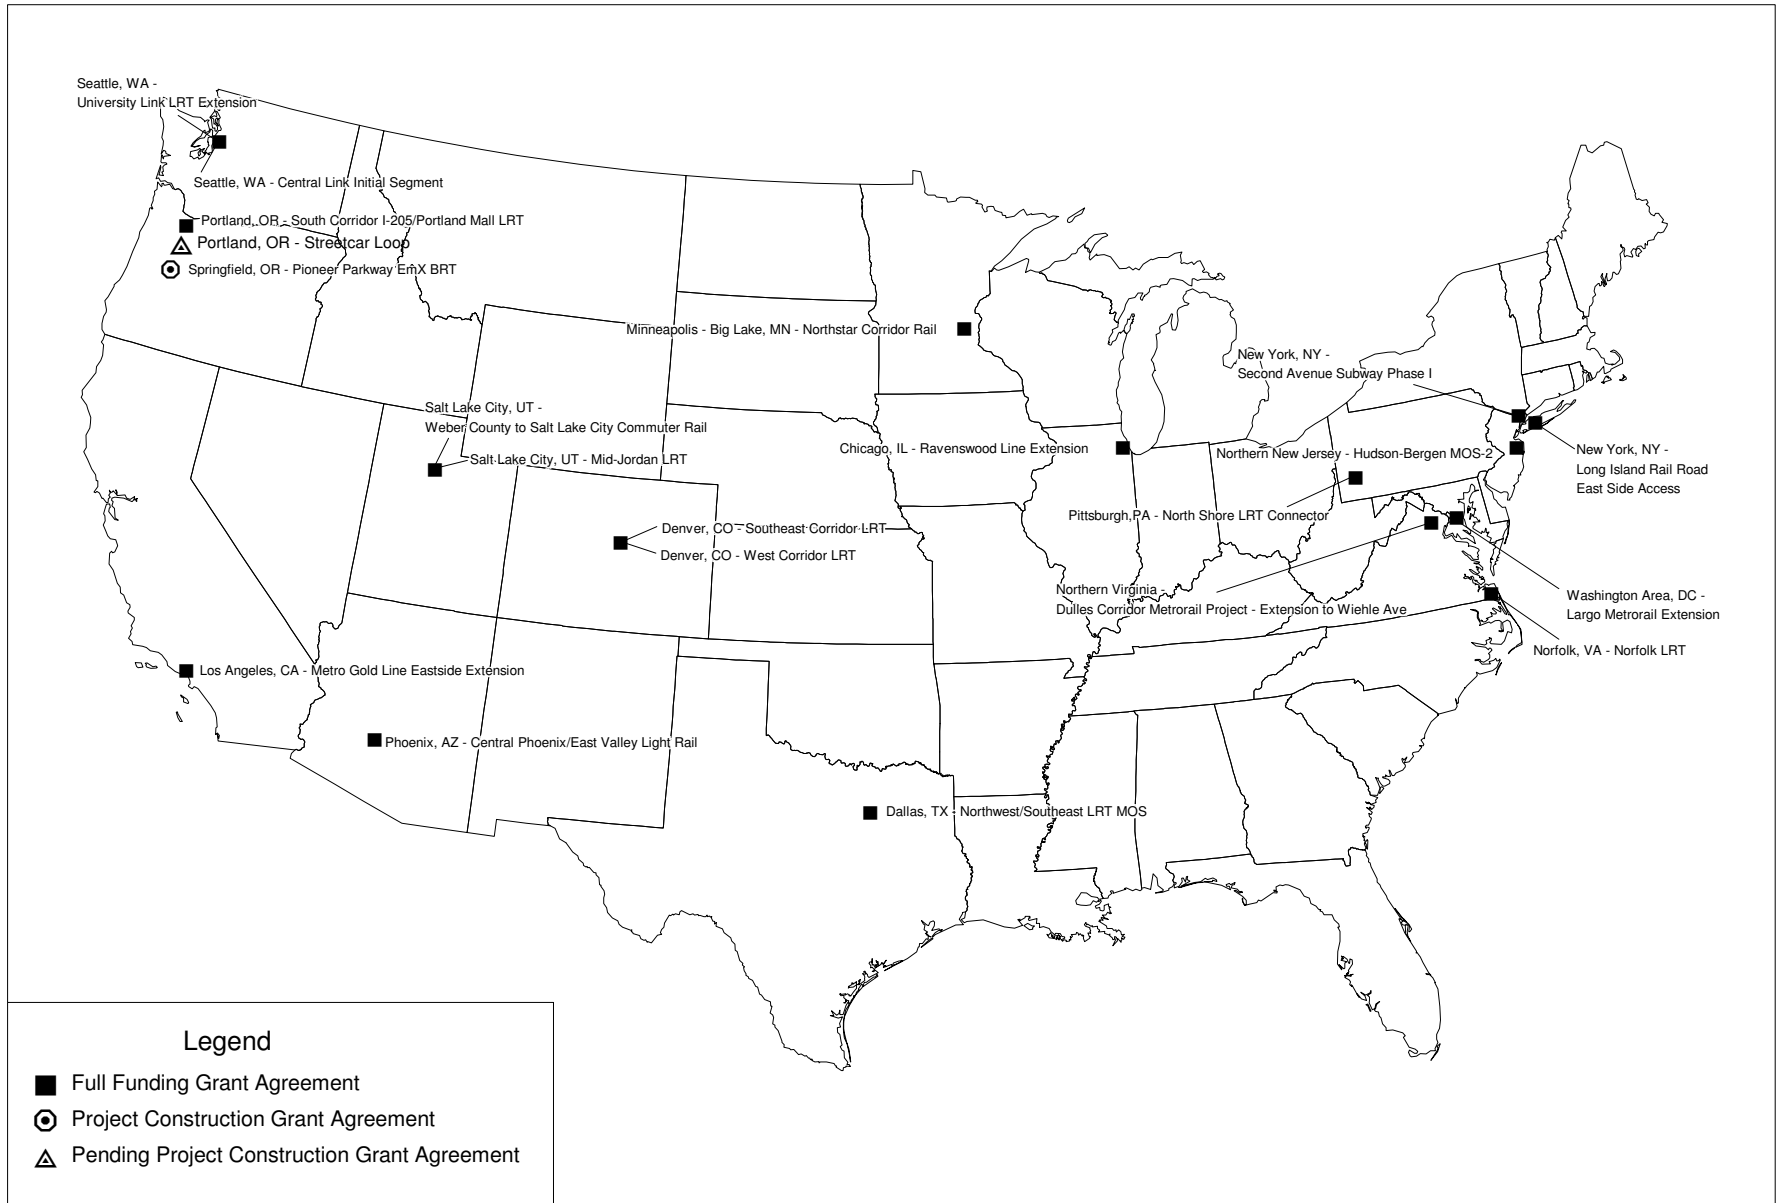 Seattle, WA -
University Link LRT Extension
Seattle, WA - Central Link Initial Segment
Portland, OR - South Corridor I-205/Portland Mall LRT
Portland, OR - Streetcar Loop
Springfield, OR - Pioneer Parkway EmX BRT
Minneapolis - Big Lake, MN - Northstar Corridor Rail
New York, NY -
Second Avenue Subway Phase I
Salt Lake City, UT -
Weber County to Salt Lake City Commuter Rail
Salt Lake City, UT - Mid-Jordan LRT
Chicago, IL - Ravenswood Line Extension
Northern New Jersey - Hudson-Bergen MOS-2
New York, NY -
Long Island Rail Road
East Side Access
Pittsburgh,PA - North Shore LRT Connector
Denver, CO - Southeast Corridor LRT
Denver, CO - West Corridor LRT
Northern Virginia -
Dulles Corridor Metrorail Project - Extension to Wiehle Ave
Washington Area, DC -
Largo Metrorail Extension
Norfolk, VA - Norfolk LRT
Los Angeles, CA - Metro Gold Line Eastside Extension
Phoenix, AZ - Central Phoenix/East Valley Light Rail
Dallas, TX - Northwest/Southeast LRT MOS
Legend
Full Funding Grant Agreement
Project Construction Grant Agreement
Pending Project Construction Grant Agreement